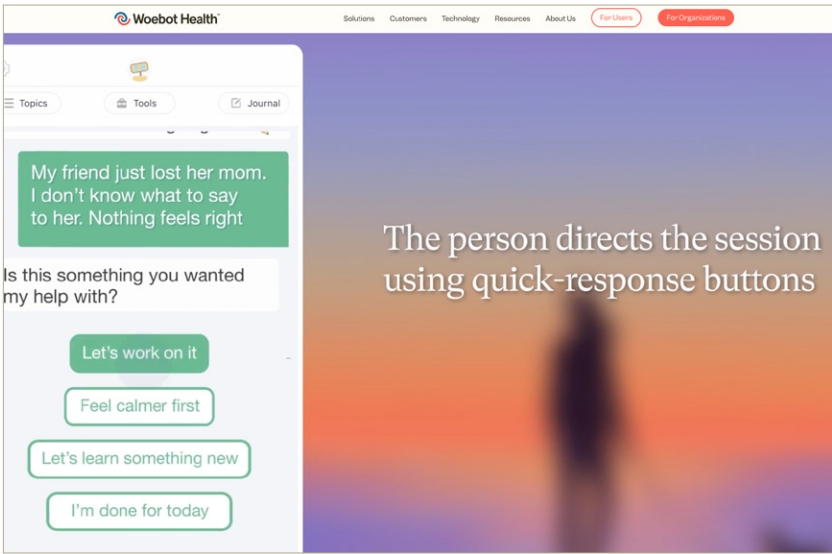 Woebot Health™
Solutions Customers Technology Resources About Us For Users For Organizations
Topics Tools Journal
My friend just lost her mom.
I don't know what to say
to her. Nothing feels right
Is this something you wanted
my help with?
Let's work on it
Feel calmer first
Let's learn something new
I'm done for today
The person directs the session
using quick-response buttons